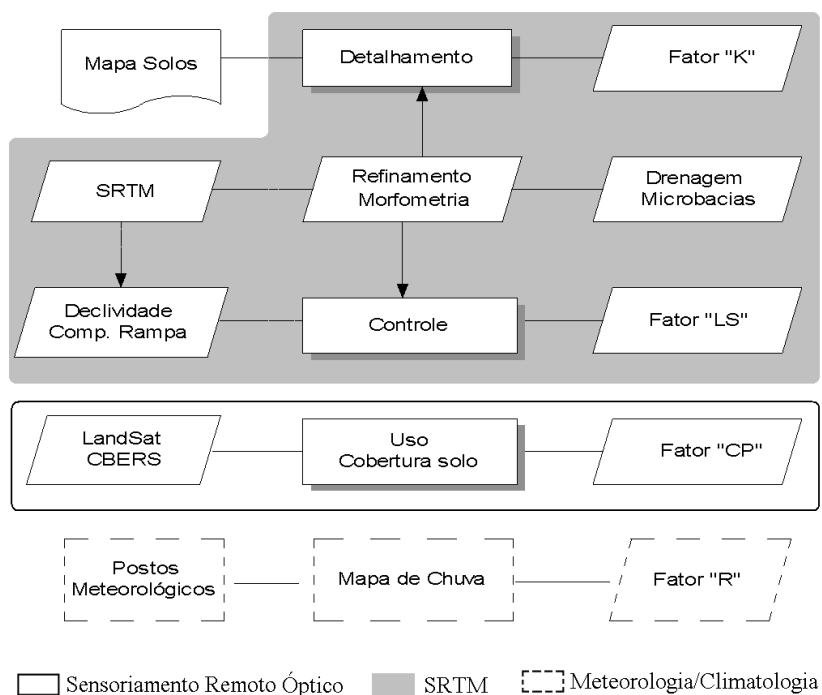 Mapa Solos
Detalhamento
Fator "K"
SRTM
Refinamento
Morfometria
Drenagem
Microbacias
Declividade
Comp. Rampa
Controle
Fator "LS"
LandSat
CBERS
Uso
Cobertura solo
Fator "CP"
Postos
Meteorológicos
Mapa de Chuva
Fator "R"
Sensoriamento Remoto Óptico
SRTM
Meteorologia/Climatologia